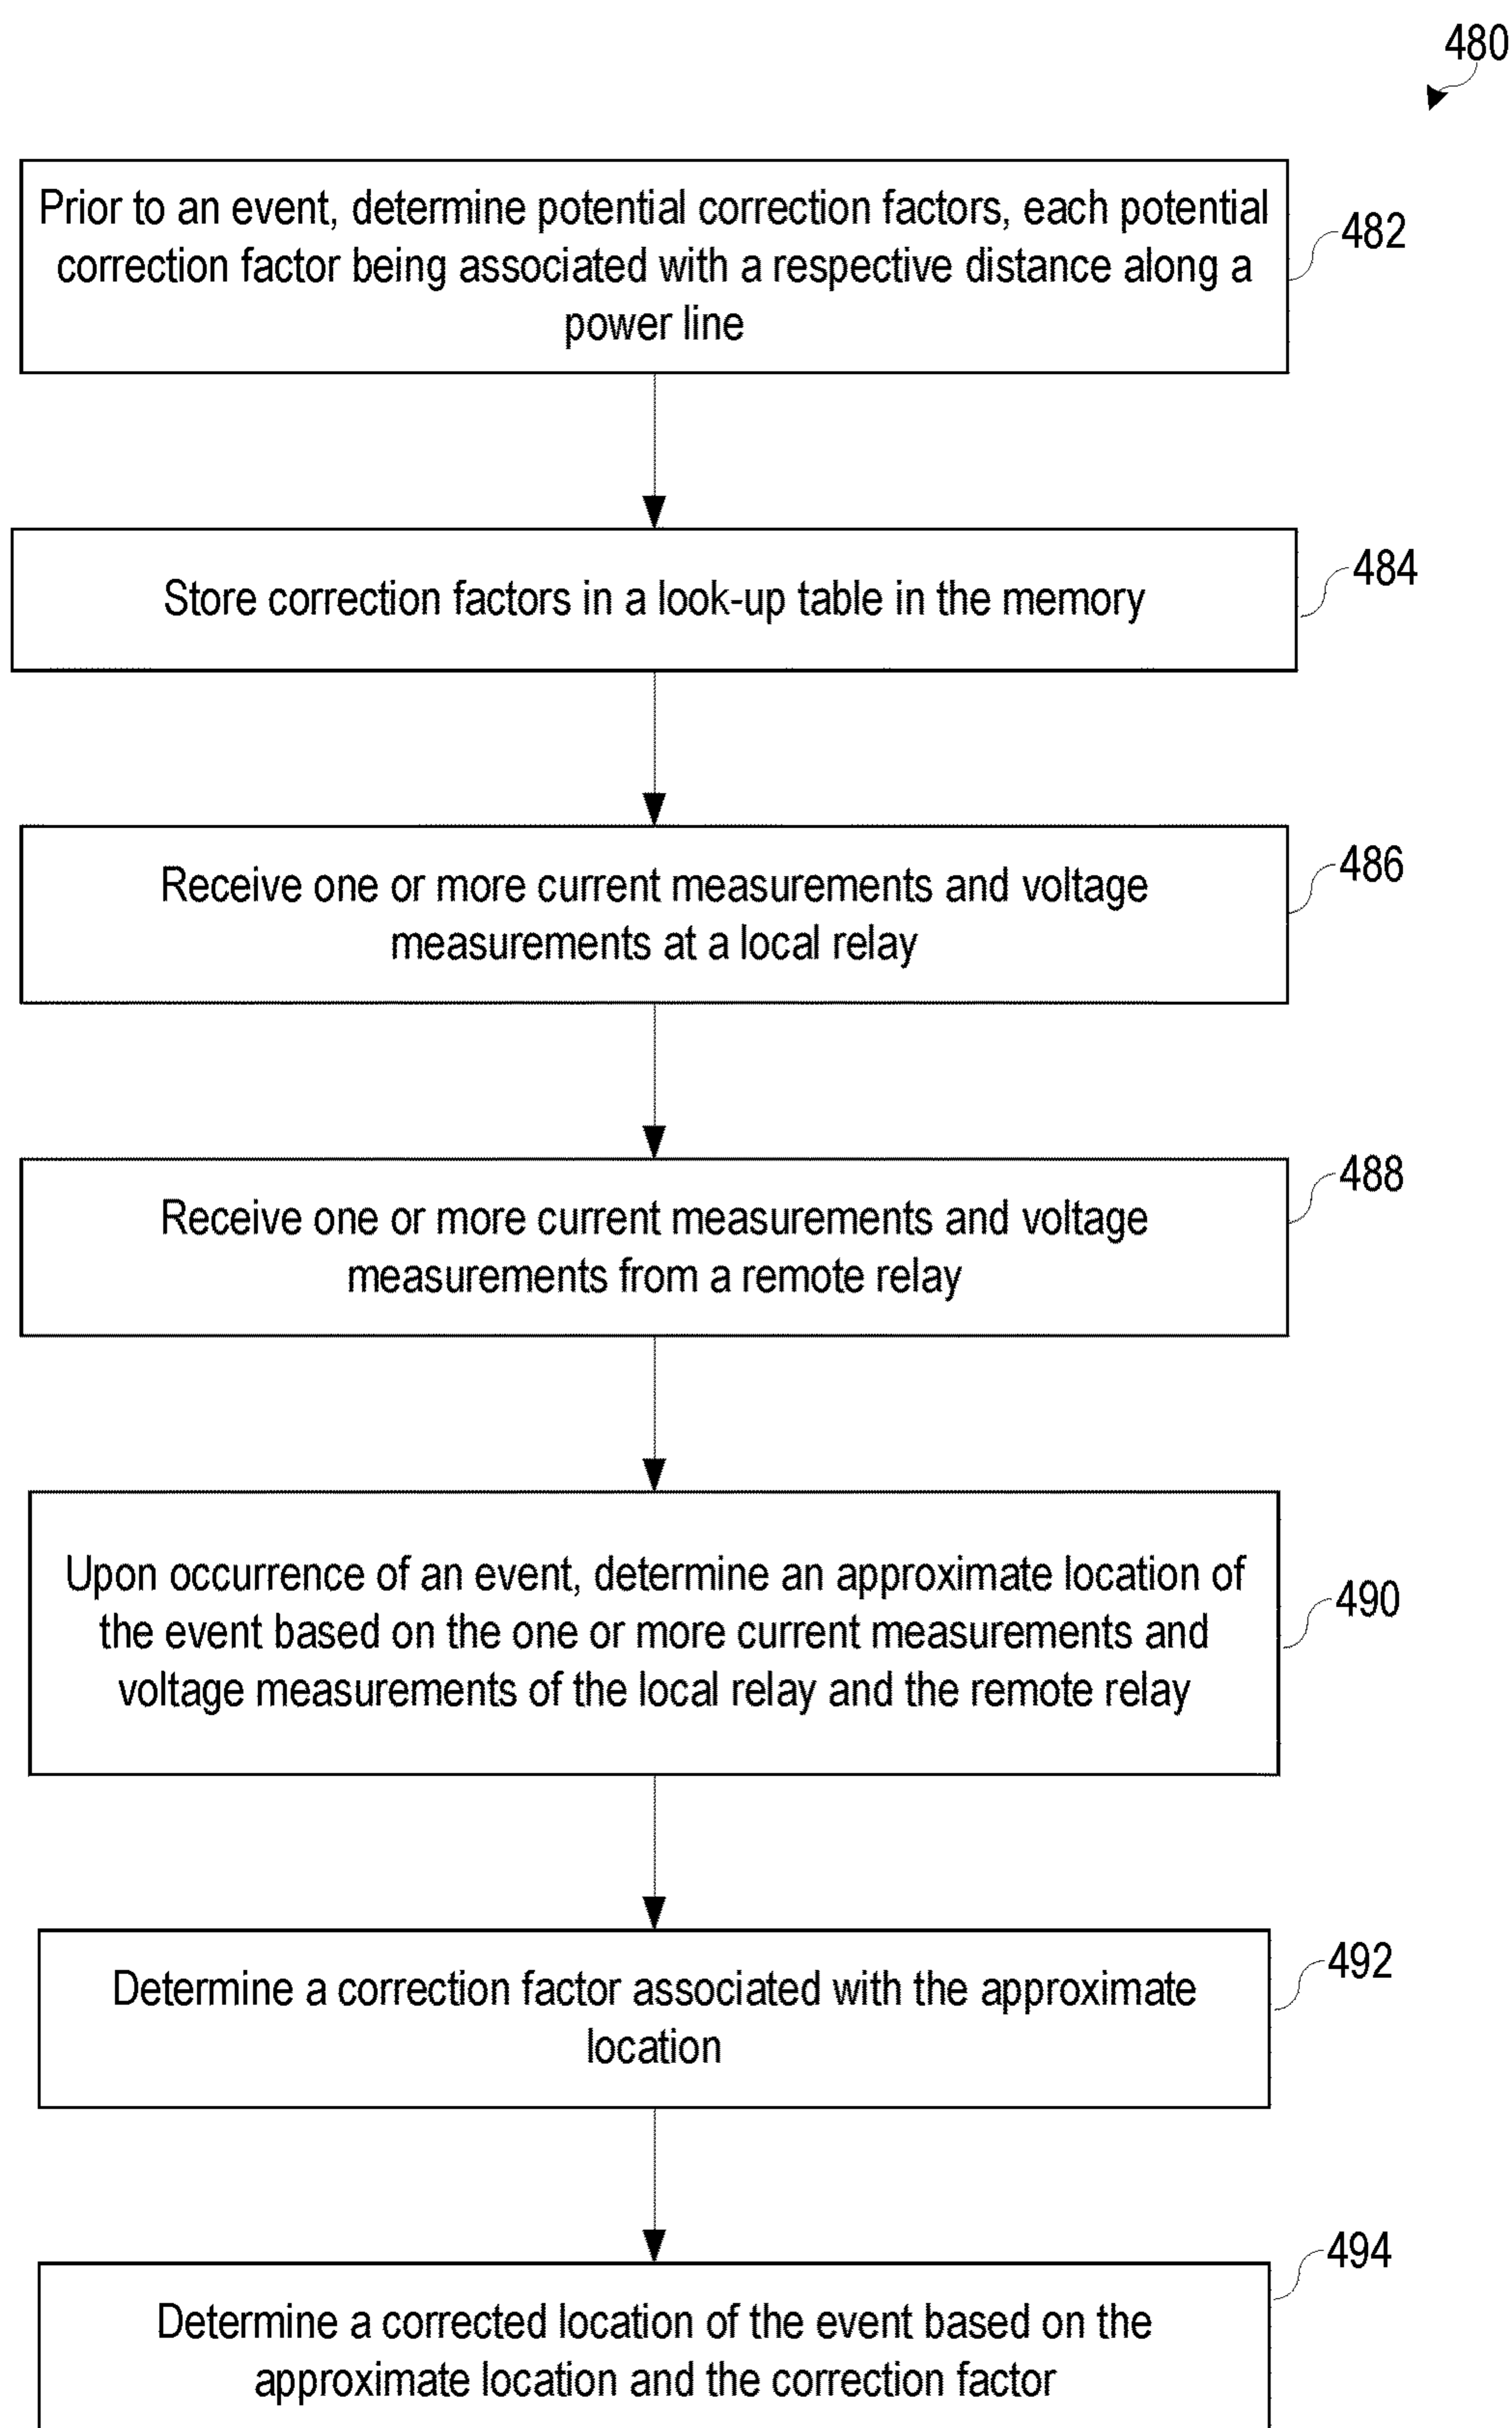 480
Prior to an event, determine potential correction factors, each potential
correction factor being associated with a respective distance along a
power line
482
Store correction factors in a look-up table in the memory
484
Receive one or more current measurements and voltage
measurements at a local relay
486
Receive one or more current measurements and voltage
measurements from a remote relay
488
Upon occurrence of an event, determine an approximate location of
the event based on the one or more current measurements and
voltage measurements of the local relay and the remote relay
490
Determine a correction factor associated with the approximate
location
492
Determine a corrected location of the event based on the
approximate location and the correction factor
494